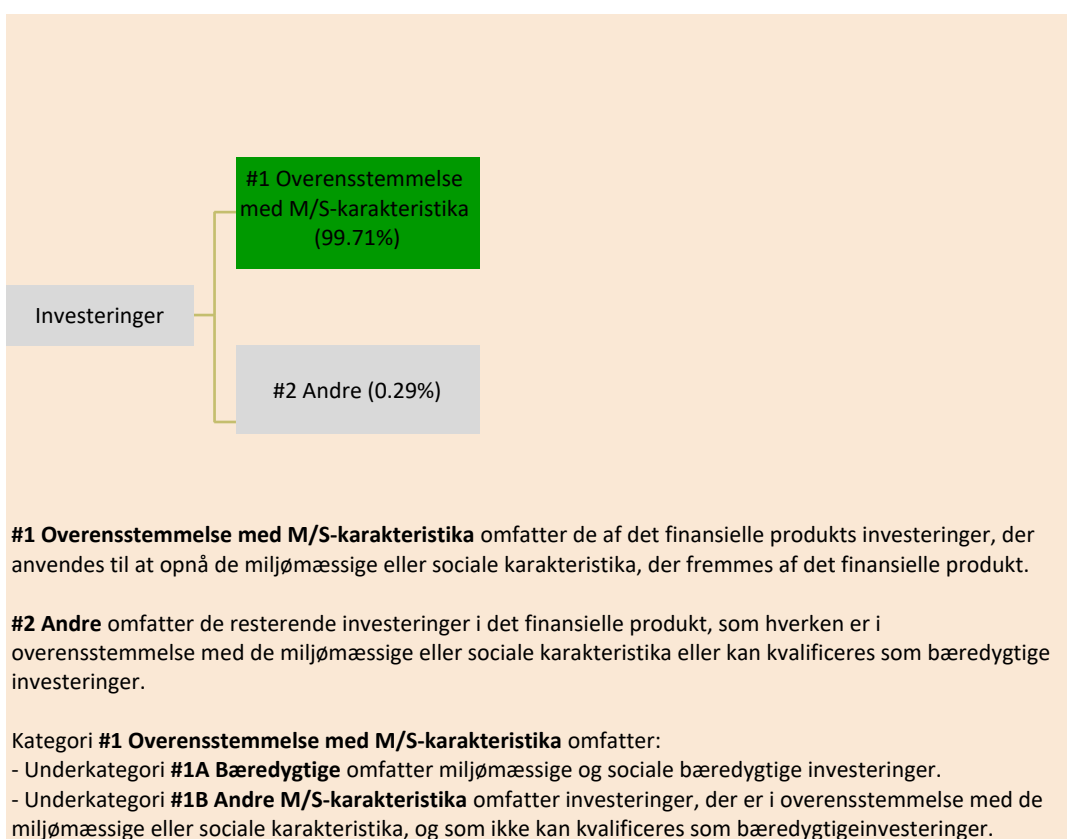 #1 Overensstemmelse
med M/S-karakteristika
(99.71%)
Investeringer
#2 Andre (0.29%)
#1 Overensstemmelse med M/S-karakteristika omfatter de af det finansielle produkts investeringer, der
anvendes til at opnå de miljømæssige eller sociale karakteristika, der fremmes af det finansielle produkt.
#2 Andre omfatter de resterende investeringer i det finansielle produkt, som hverken er i
overensstemmelse med de miljømæssige eller sociale karakteristika eller kan kvalificeres som bæredygtige
investeringer.
Kategori #1 Overensstemmelse med M/S-karakteristika omfatter:
- Underkategori #1A Bæredygtige omfatter miljømæssige og sociale bæredygtige investeringer.
- Underkategori #1B Andre M/S-karakteristika omfatter investeringer, der er i overensstemmelse med de
miljømæssige eller sociale karakteristika, og som ikke kan kvalificeres som bæredygtigeinvesteringer.